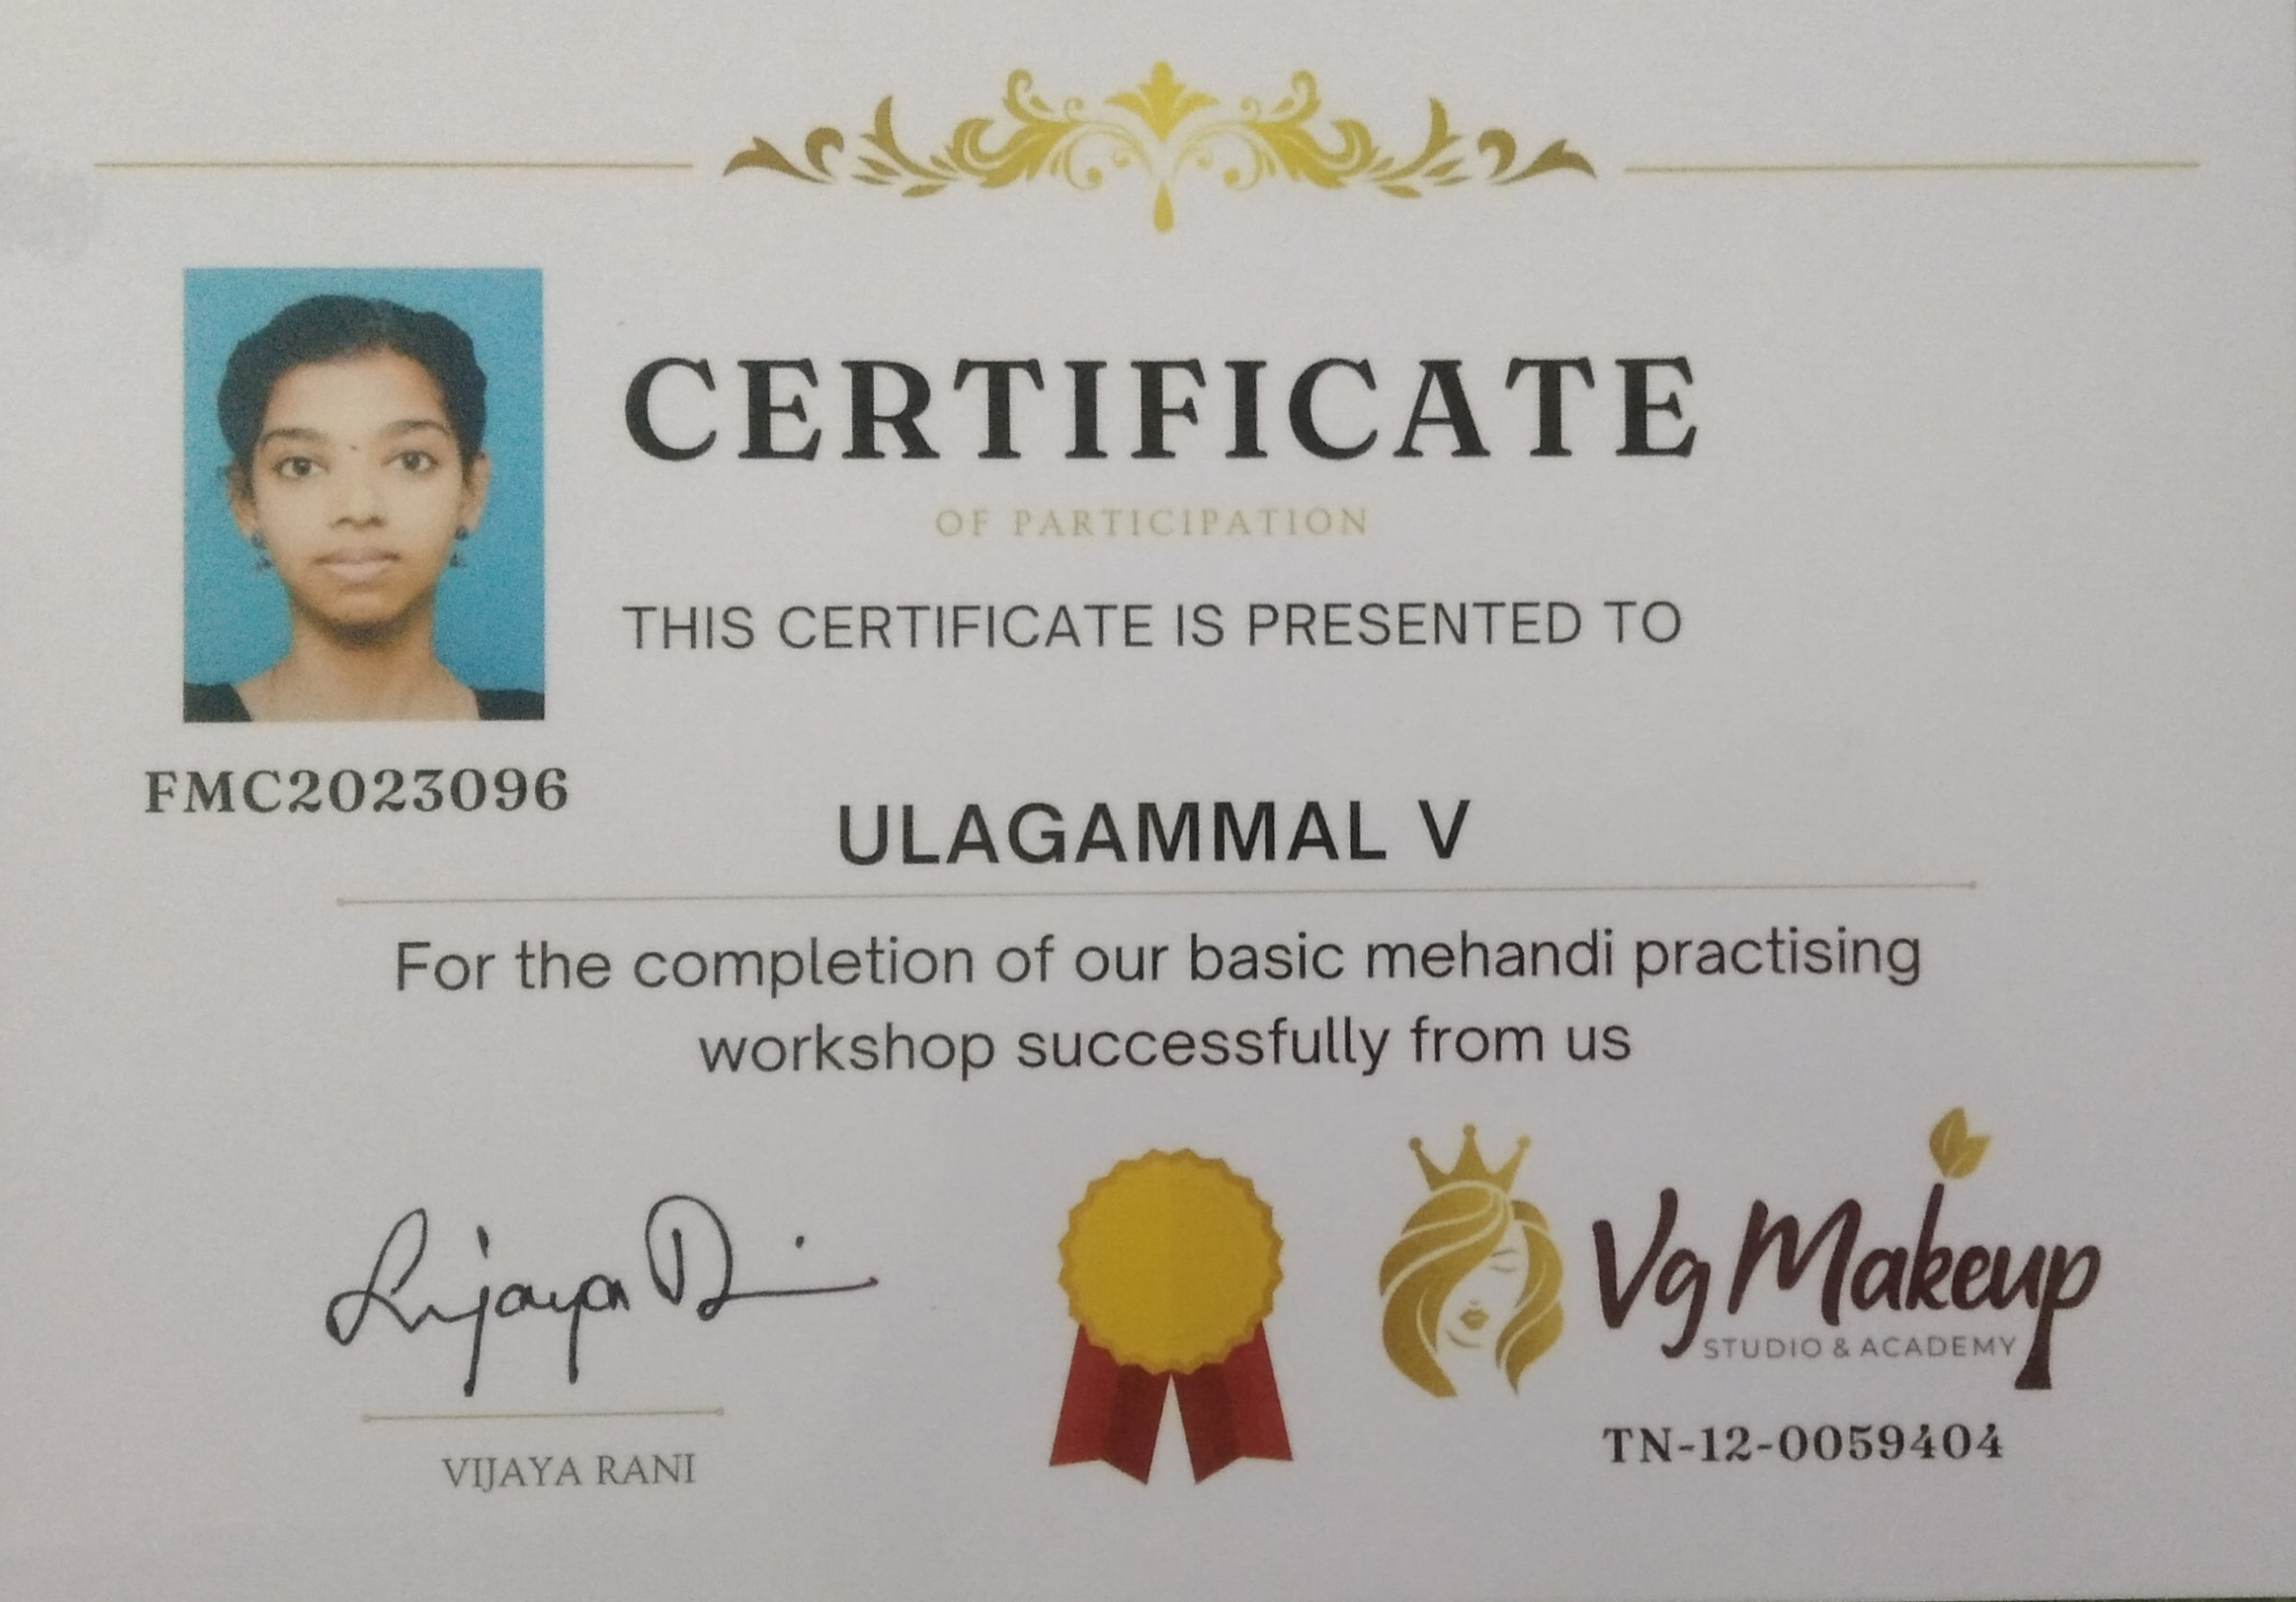 CERTIFICATE
OF PARTICIPATION
THIS CERTIFICATE IS PRESENTED TO
FMC2023096
ULAGAMMAL V
For the completion of our basic mehandi practising
workshop successfully from us
Vijaya Rani
VIJAYA RANI
Vg Makeup
STUDIO & ACADEMY
TN-12-0059404